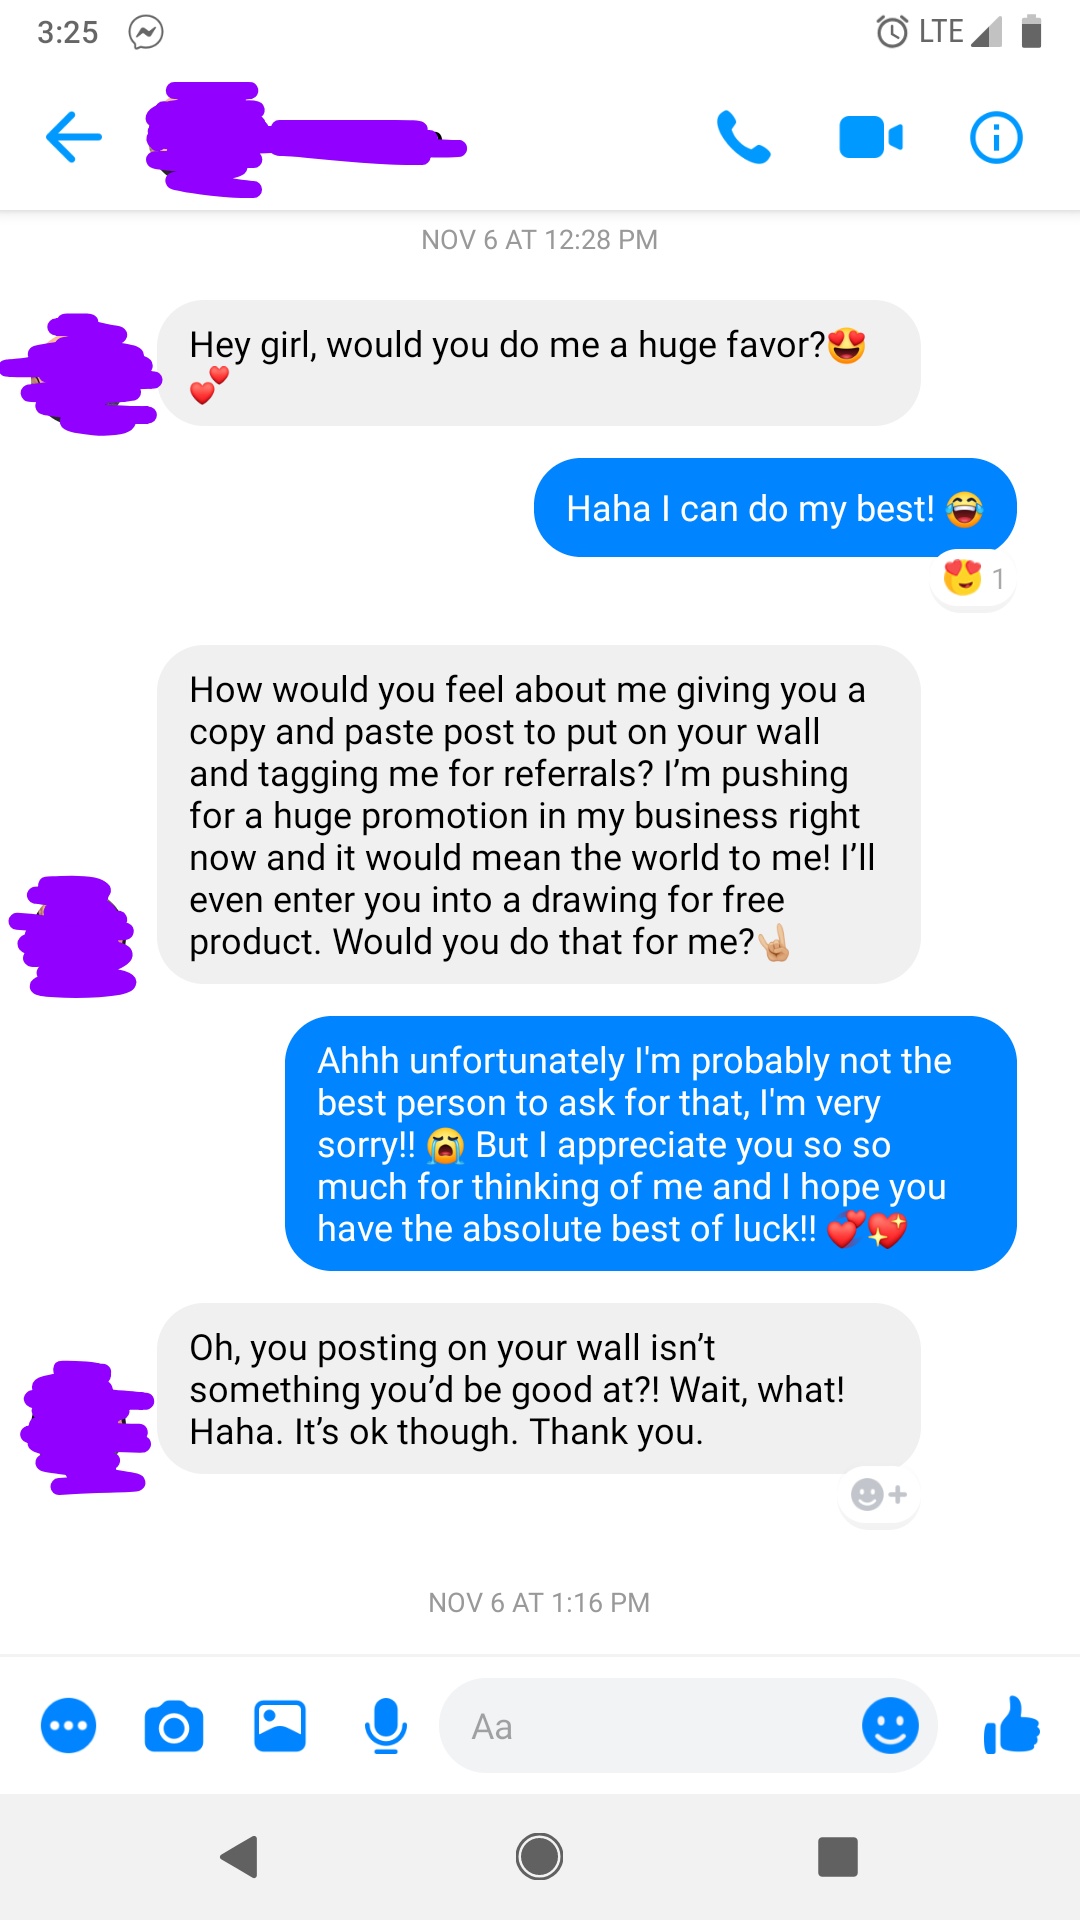 3:25
LTE
NOV 6 AT 12:28 PM
Hey girl, would you do me a huge favor?😍
💕
Haha I can do my best! 😂
😍 1
How would you feel about me giving you a
copy and paste post to put on your wall
and tagging me for referrals? I’m pushing
for a huge promotion in my business right
now and it would mean the world to me! I’ll
even enter you into a drawing for free
product. Would you do that for me?🤘🏼
Ahhh unfortunately I'm probably not the
best person to ask for that, I'm very
sorry!! 😭 But I appreciate you so so
much for thinking of me and I hope you
have the absolute best of luck!! 💕💖
Oh, you posting on your wall isn’t
something you’d be good at?! Wait, what!
Haha. It’s ok though. Thank you.
NOV 6 AT 1:16 PM
Aa